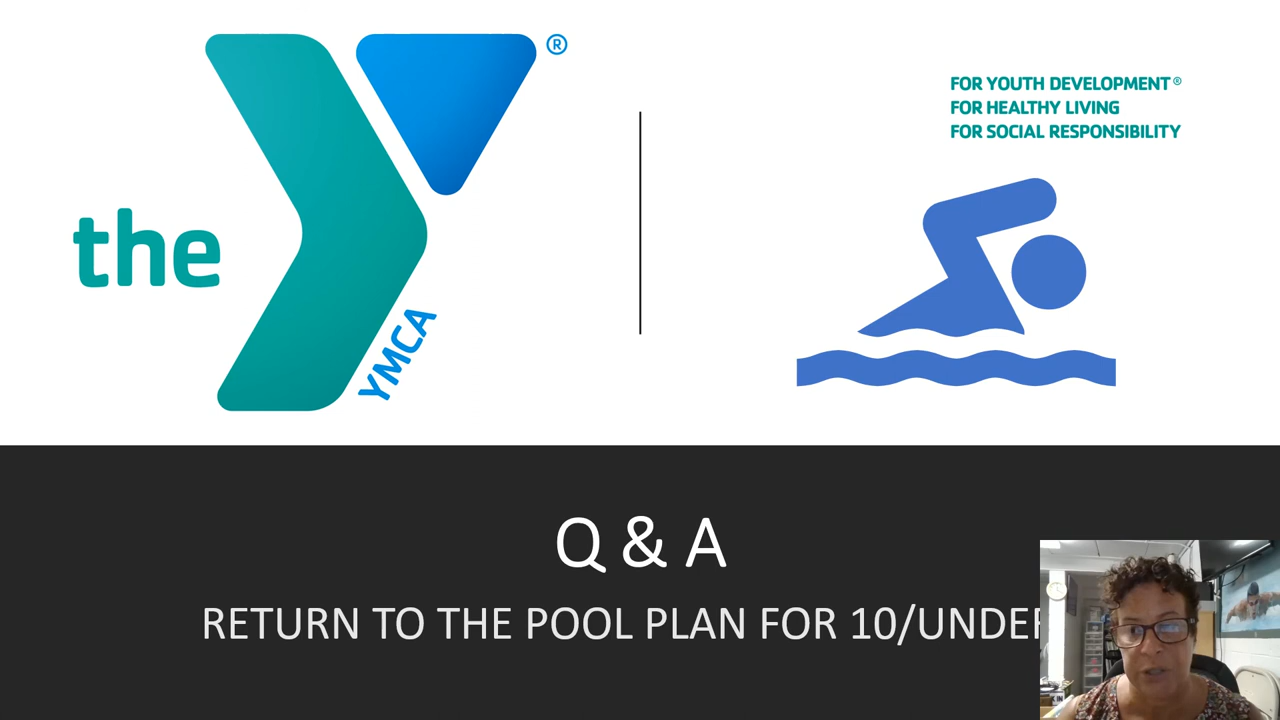 the
®
YMCA
FOR YOUTH DEVELOPMENT®
FOR HEALTHY LIVING
FOR SOCIAL RESPONSIBILITY
Q & A
RETURN TO THE POOL PLAN FOR 10/UNDER